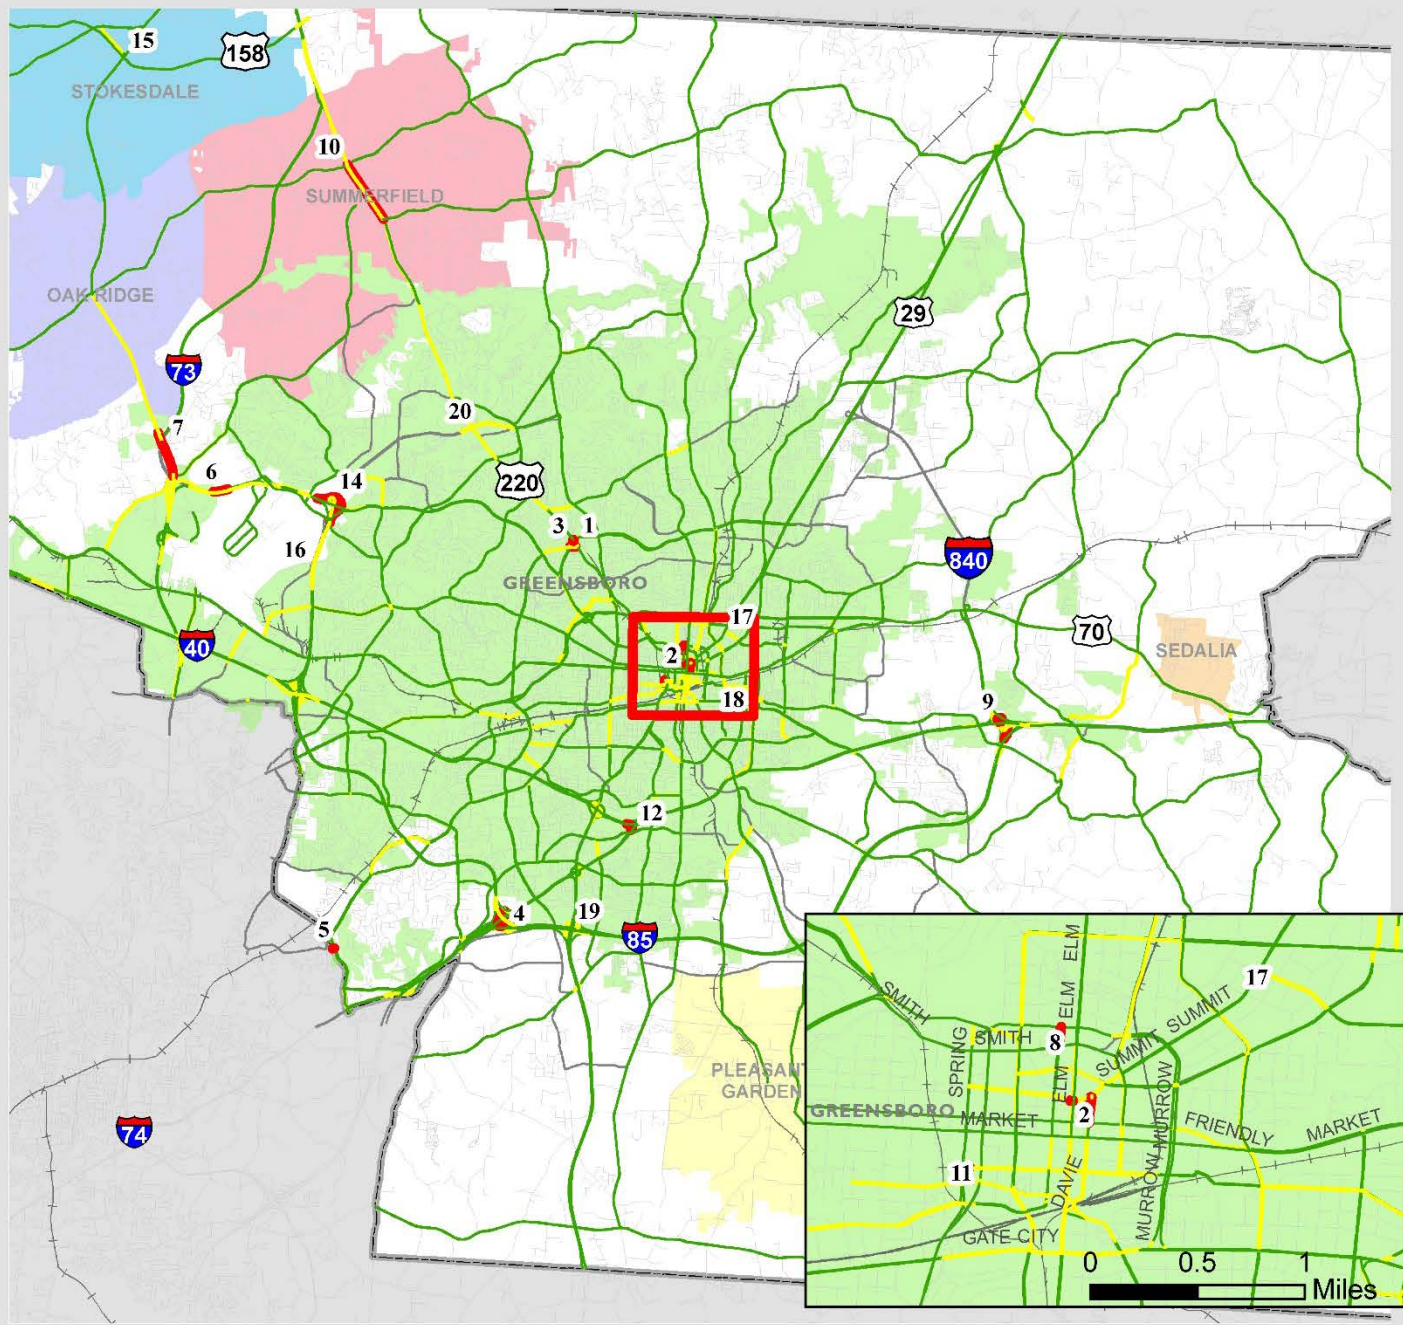 15
158
STOKESDALE
10
SUMMERFIELD
OAK RIDGE
29
73
20
7
6
14
220
3
1
16
840
GREENSBORO
17
70
40
2
SEDALIA
18
9
12
4
19
5
85
PLEASANT
GARDEN
74
ELM
17
SMITH
ELM
SUMMIT
SPRING
SMITH
8
SUMMIT
ELM
MURROW
GREENSBORO
2
MARKET
FRIENDLY
MARKET
11
DAVIE
MURROW
GATE CITY
0
0.5
1
Miles